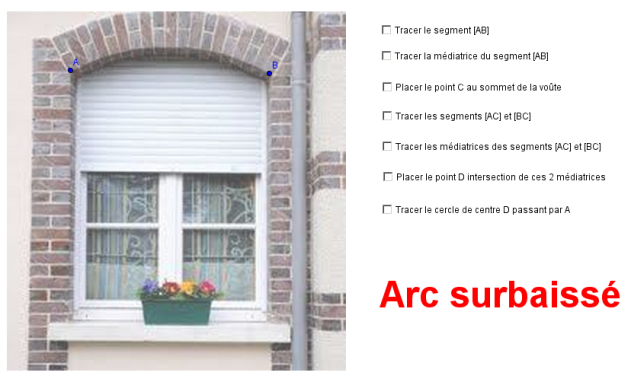 A
B
Tracer le segment [AB]
Tracer la médiatrice du segment [AB]
Placer le point C au sommet de la voûte
Tracer les segments [AC] et [BC]
Tracer les médiatrices des segments [AC] et [BC]
Placer le point D intersection de ces 2 médiatrices
Tracer le cercle de centre D passant par A
Arc surbaissé